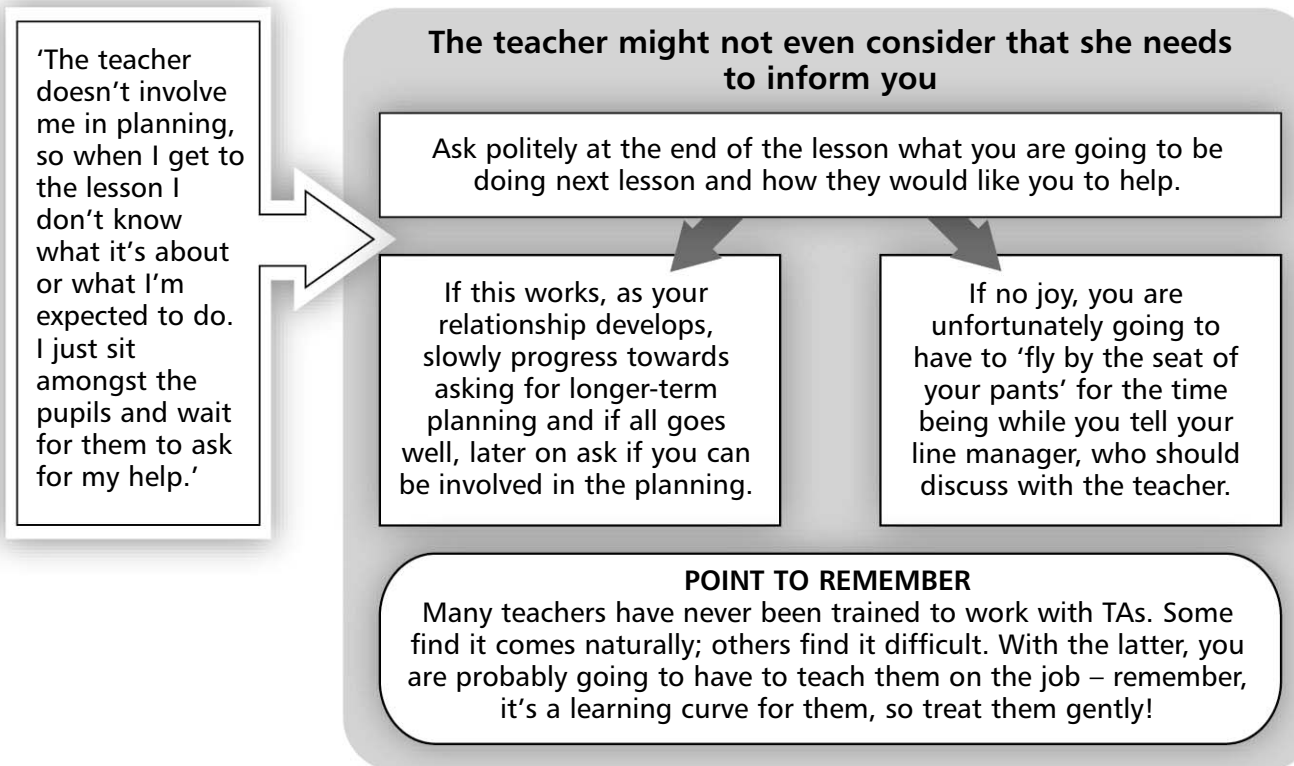 ‘The teacher
doesn’t involve
me in planning,
so when I get to
the lesson I
don’t know
what it’s about
or what I’m
expected to do.
I just sit
amongst the
pupils and wait
for them to ask
for my help.’
The teacher might not even consider that she needs
to inform you
Ask politely at the end of the lesson what you are going to be
doing next lesson and how they would like you to help.
If this works, as your
relationship develops,
slowly progress towards
asking for longer-term
planning and if all goes
well, later on ask if you can
be involved in the planning.
If no joy, you are
unfortunately going to
have to ‘fly by the seat of
your pants’ for the time
being while you tell your
line manager, who should
discuss with the teacher.
POINT TO REMEMBER
Many teachers have never been trained to work with TAs. Some
find it comes naturally; others find it difficult. With the latter, you
are probably going to have to teach them on the job – remember,
it’s a learning curve for them, so treat them gently!